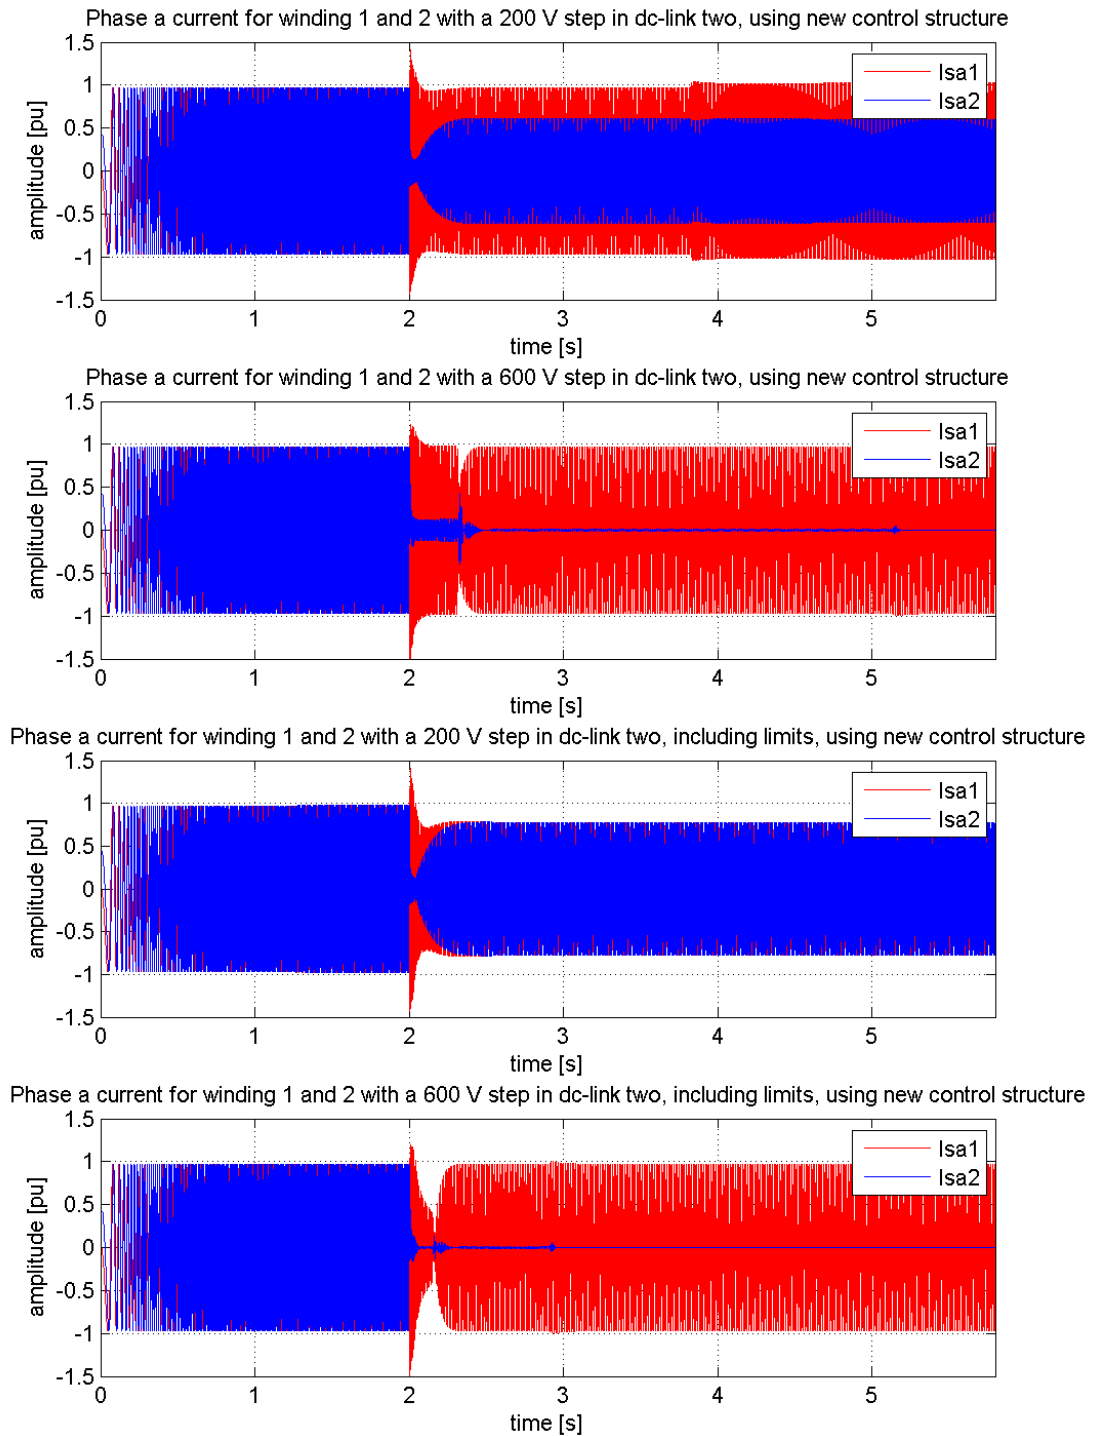 Phase a current for winding 1 and 2 with a 200 V step in dc-link two, using new control structure
1.5
1
0.5
0
-0.5
-1
-1.5
amplitude [pu]
Isa1
Isa2
0 1 2 3 4 5
time [s]
Phase a current for winding 1 and 2 with a 600 V step in dc-link two, using new control structure
1.5
1
0.5
0
-0.5
-1
-1.5
amplitude [pu]
Isa1
Isa2
0 1 2 3 4 5
time [s]
Phase a current for winding 1 and 2 with a 200 V step in dc-link two, including limits, using new control structure
1.5
1
0.5
0
-0.5
-1
-1.5
amplitude [pu]
Isa1
Isa2
0 1 2 3 4 5
time [s]
Phase a current for winding 1 and 2 with a 600 V step in dc-link two, including limits, using new control structure
1.5
1
0.5
0
-0.5
-1
-1.5
amplitude [pu]
Isa1
Isa2
0 1 2 3 4 5
time [s]